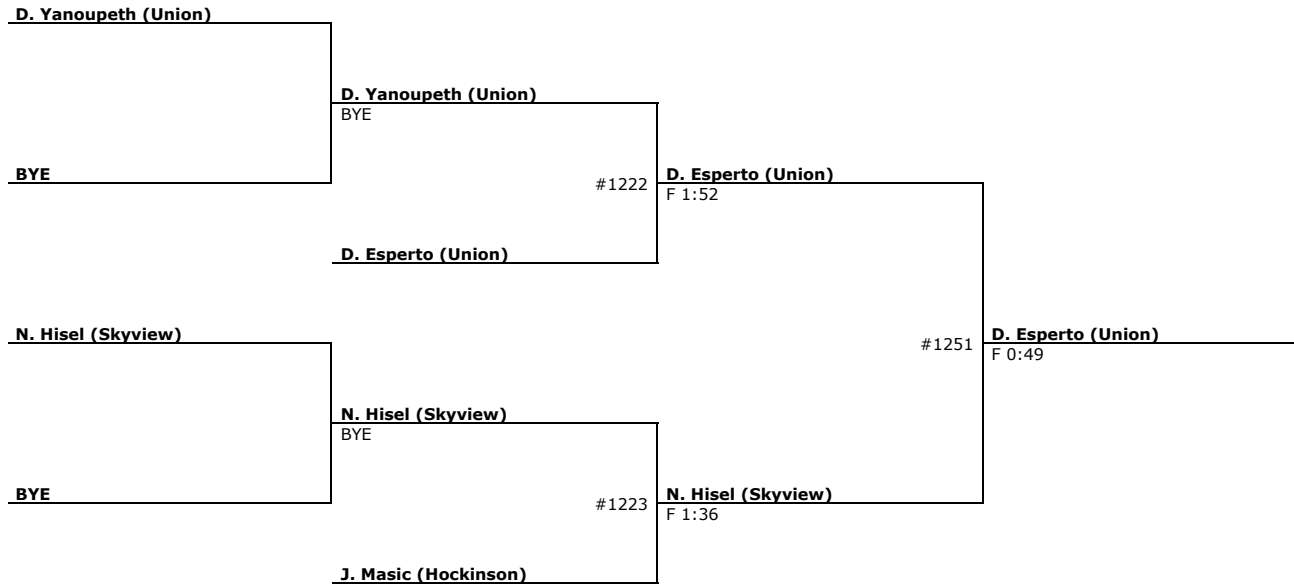 D. Yanoupeth (Union)
D. Yanoupeth (Union)
BYE
BYE
#1222
D. Esperto (Union)
F 1:52
D. Esperto (Union)
N. Hisel (Skyview)
#1251
D. Esperto (Union)
F 0:49
N. Hisel (Skyview)
BYE
BYE
#1223
N. Hisel (Skyview)
F 1:36
J. Masic (Hockinson)